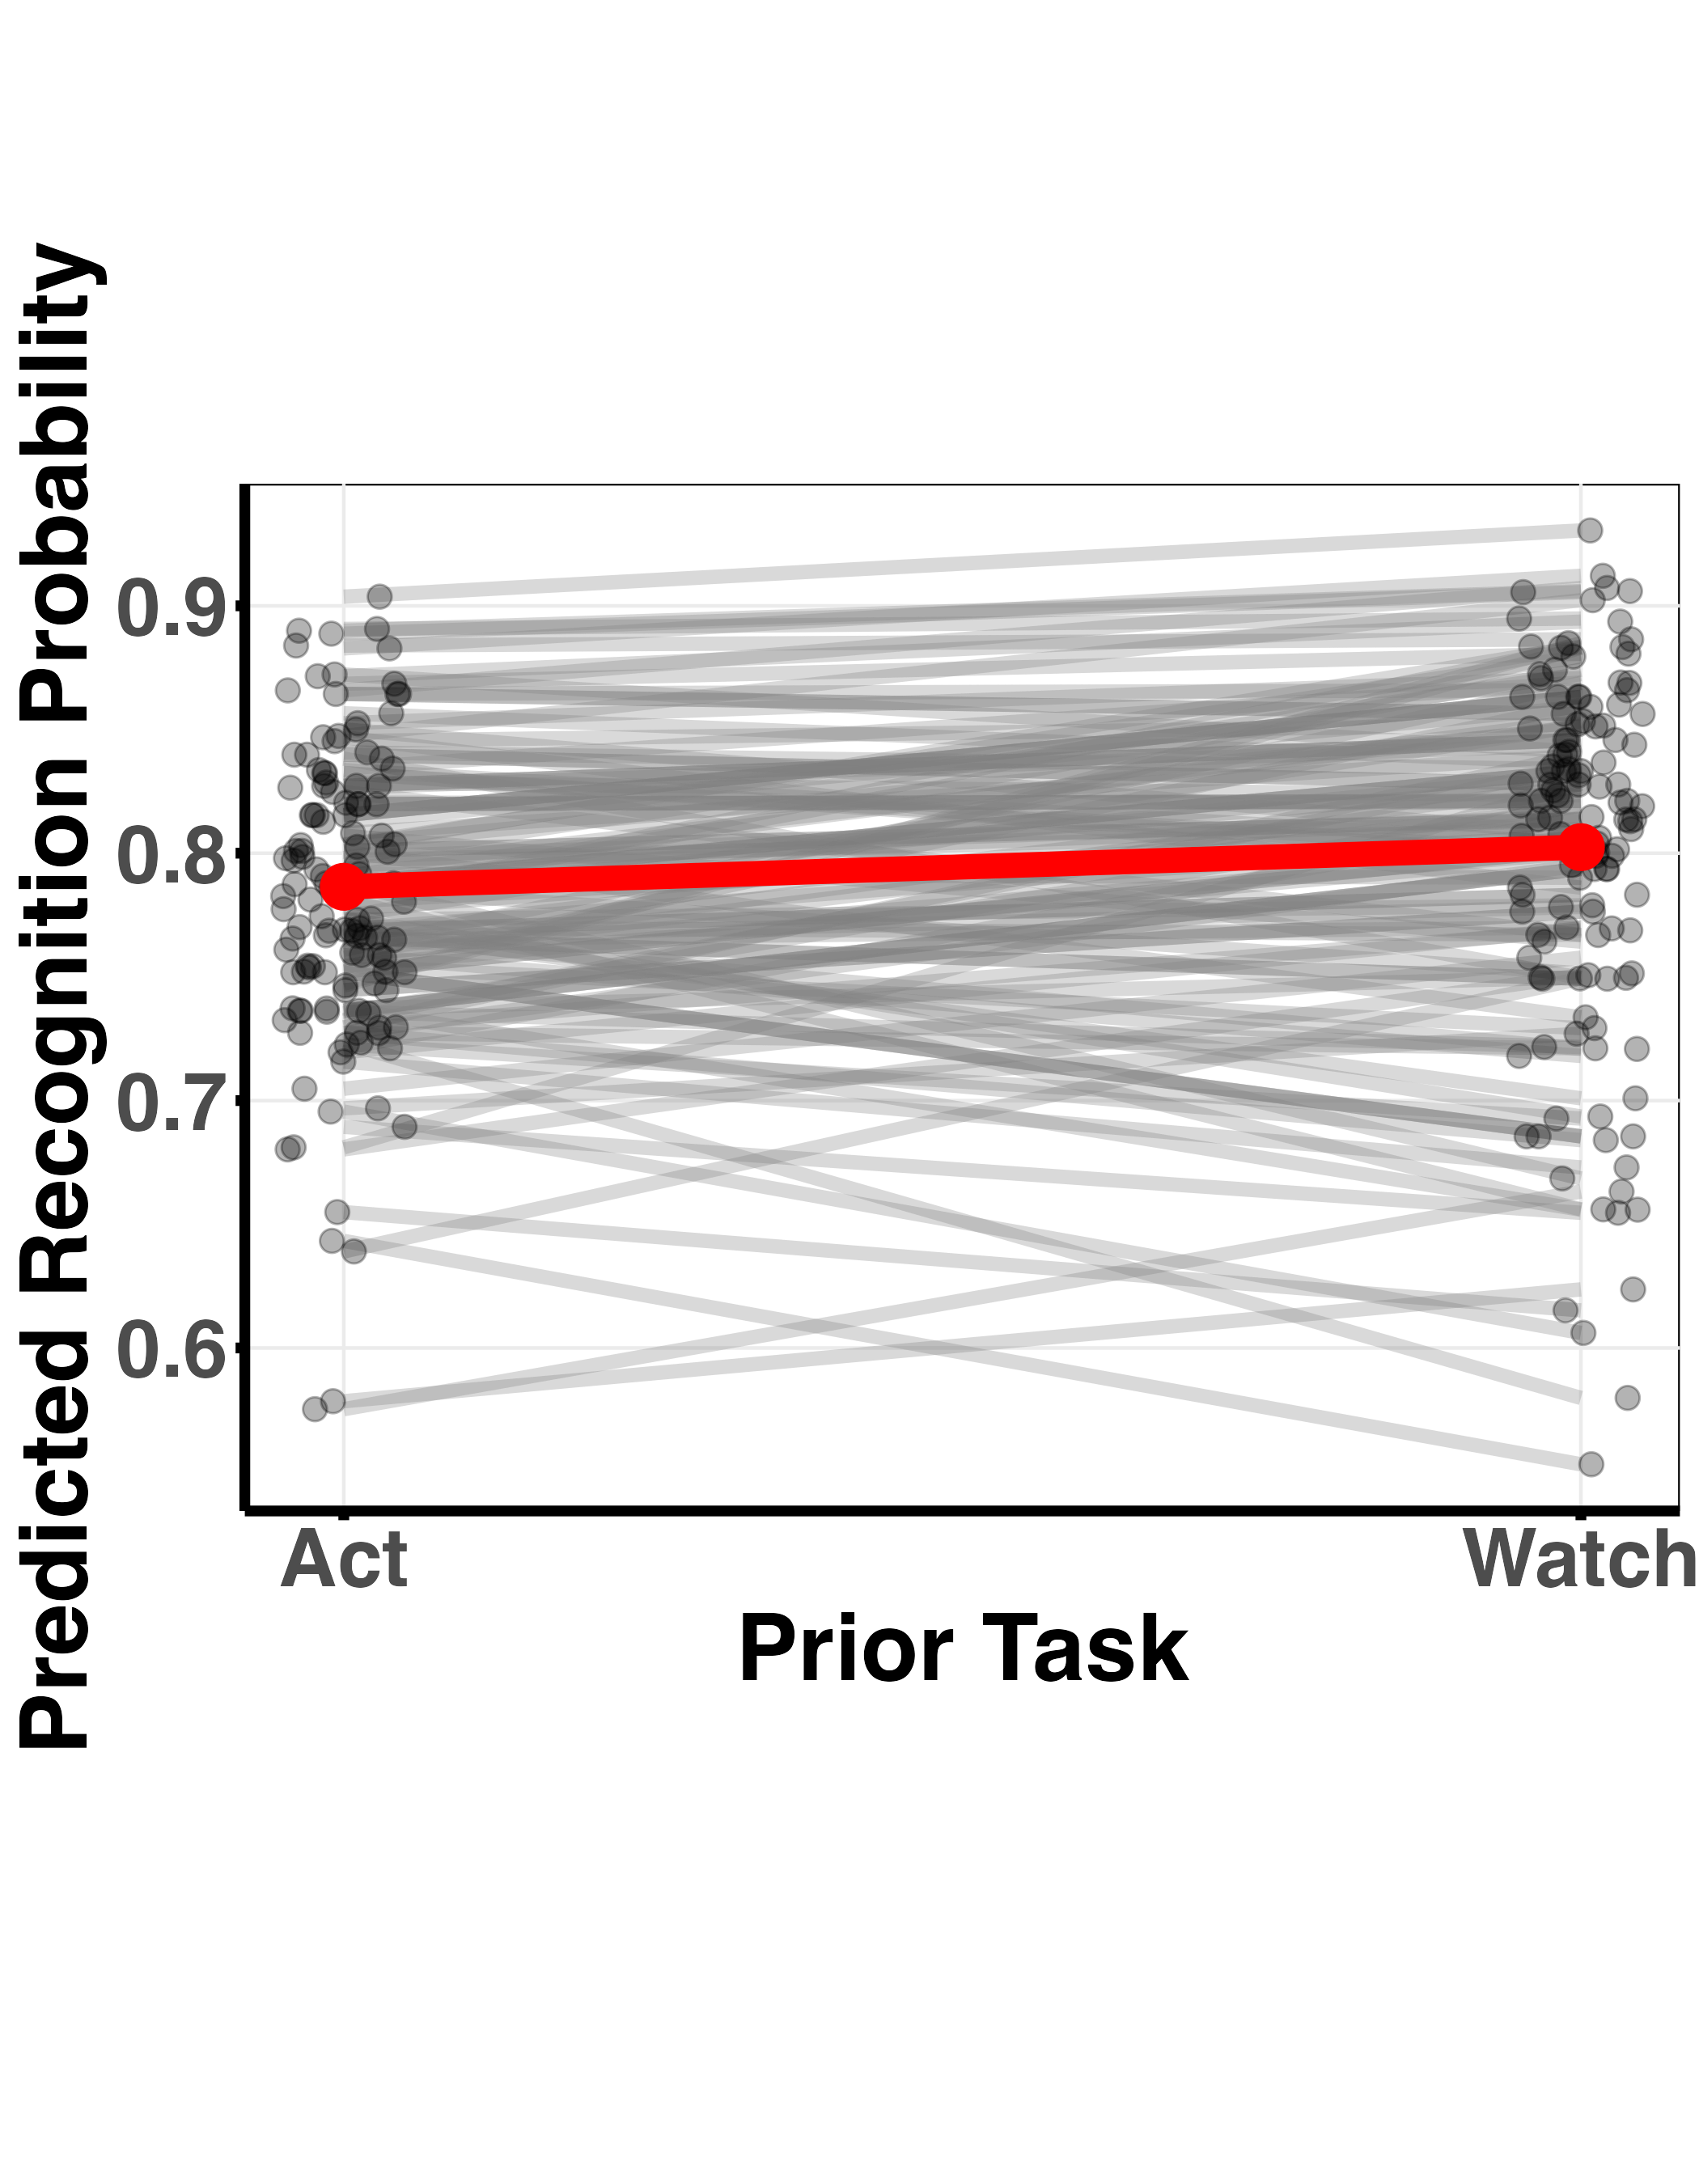 Predicted Recognition Probability
0.9
0.8
0.7
0.6
Act
Watch
Prior Task